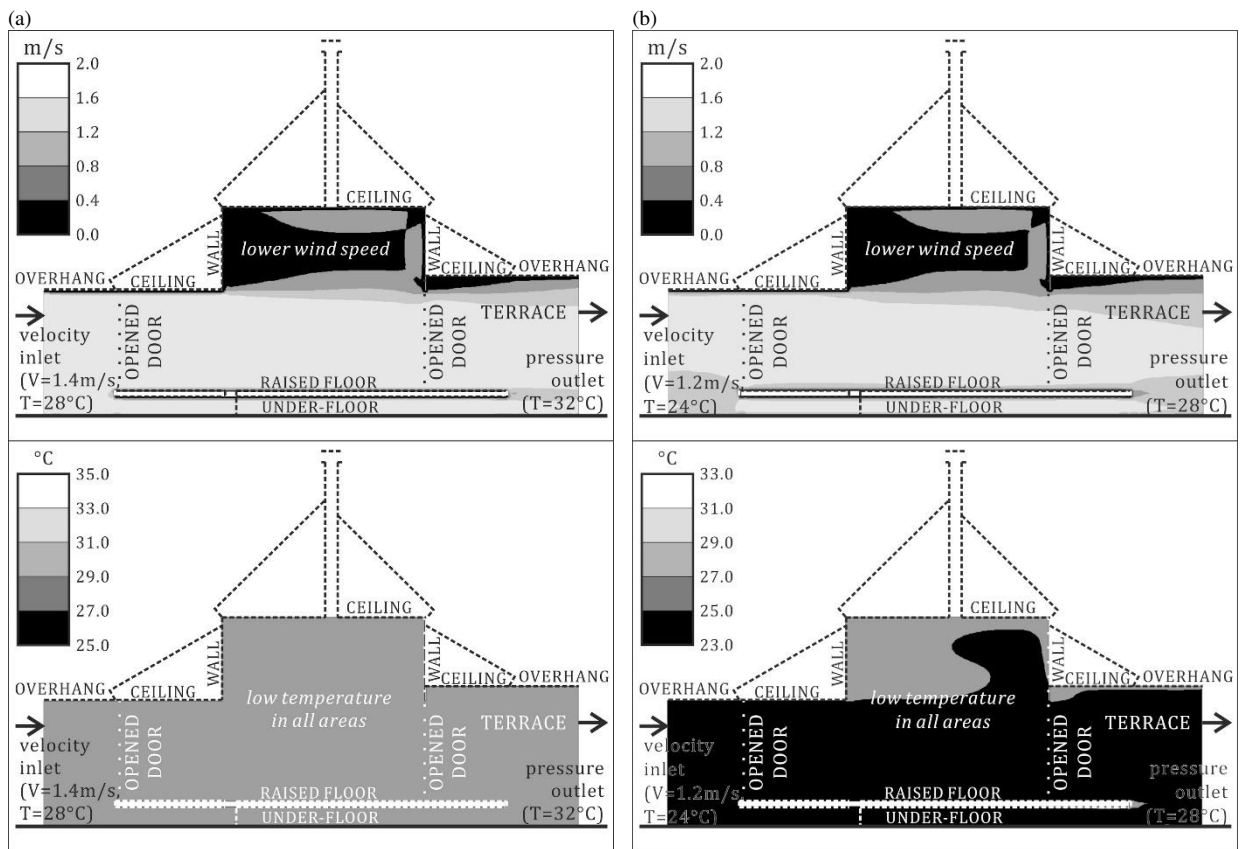 (a)
m/s
2.0
1.6
1.2
0.8
0.4
0.0
CEILING
WALL
lower wind speed
WALL
OVERHANG
CEILING
CEILING
OVERHANG
velocity
inlet
(V=1.4m/s,
T=28°C)
OPENED
DOOR
OPENED
DOOR
TERRACE
pressure
outlet
(T=32°C)
RAISED FLOOR
UNDER-FLOOR
(b)
m/s
2.0
1.6
1.2
0.8
0.4
0.0
CEILING
WALL
lower wind speed
WALL
OVERHANG
CEILING
CEILING
OVERHANG
velocity
inlet
(V=1.2m/s,
T=24°C)
OPENED
DOOR
OPENED
DOOR
TERRACE
pressure
outlet
(T=28°C)
RAISED FLOOR
UNDER-FLOOR
°C
35.0
33.0
31.0
29.0
27.0
25.0
CEILING
WALL
WALL
OVERHANG
CEILING
low temperature
in all areas
CEILING
OVERHANG
velocity
inlet
(V=1.4m/s,
T=28°C)
OPENED
DOOR
OPENED
DOOR
TERRACE
pressure
outlet
(T=32°C)
RAISED FLOOR
UNDER-FLOOR
°C
33.0
31.0
29.0
27.0
25.0
23.0
CEILING
WALL
WALL
OVERHANG
CEILING
low temperature
in all areas
CEILING
OVERHANG
velocity
inlet
(V=1.2m/s,
T=24°C)
OPENED
DOOR
OPENED
DOOR
TERRACE
pressure
outlet
(T=28°C)
RAISED FLOOR
UNDER-FLOOR